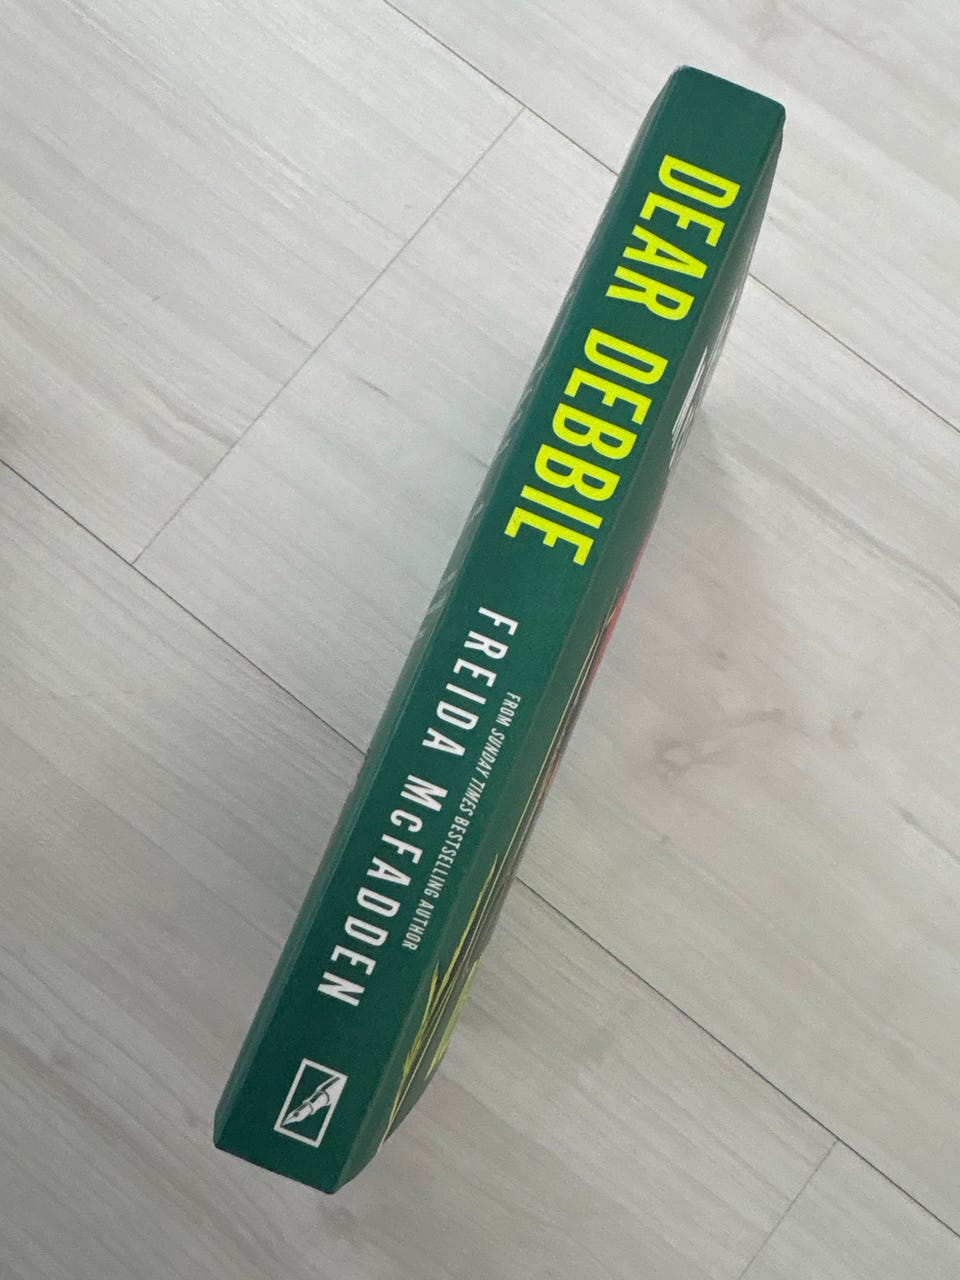 DEAR DEBBIE
FROM SUNDAY TIMES BESTSELLING AUTHOR
FREIDA McFADDEN